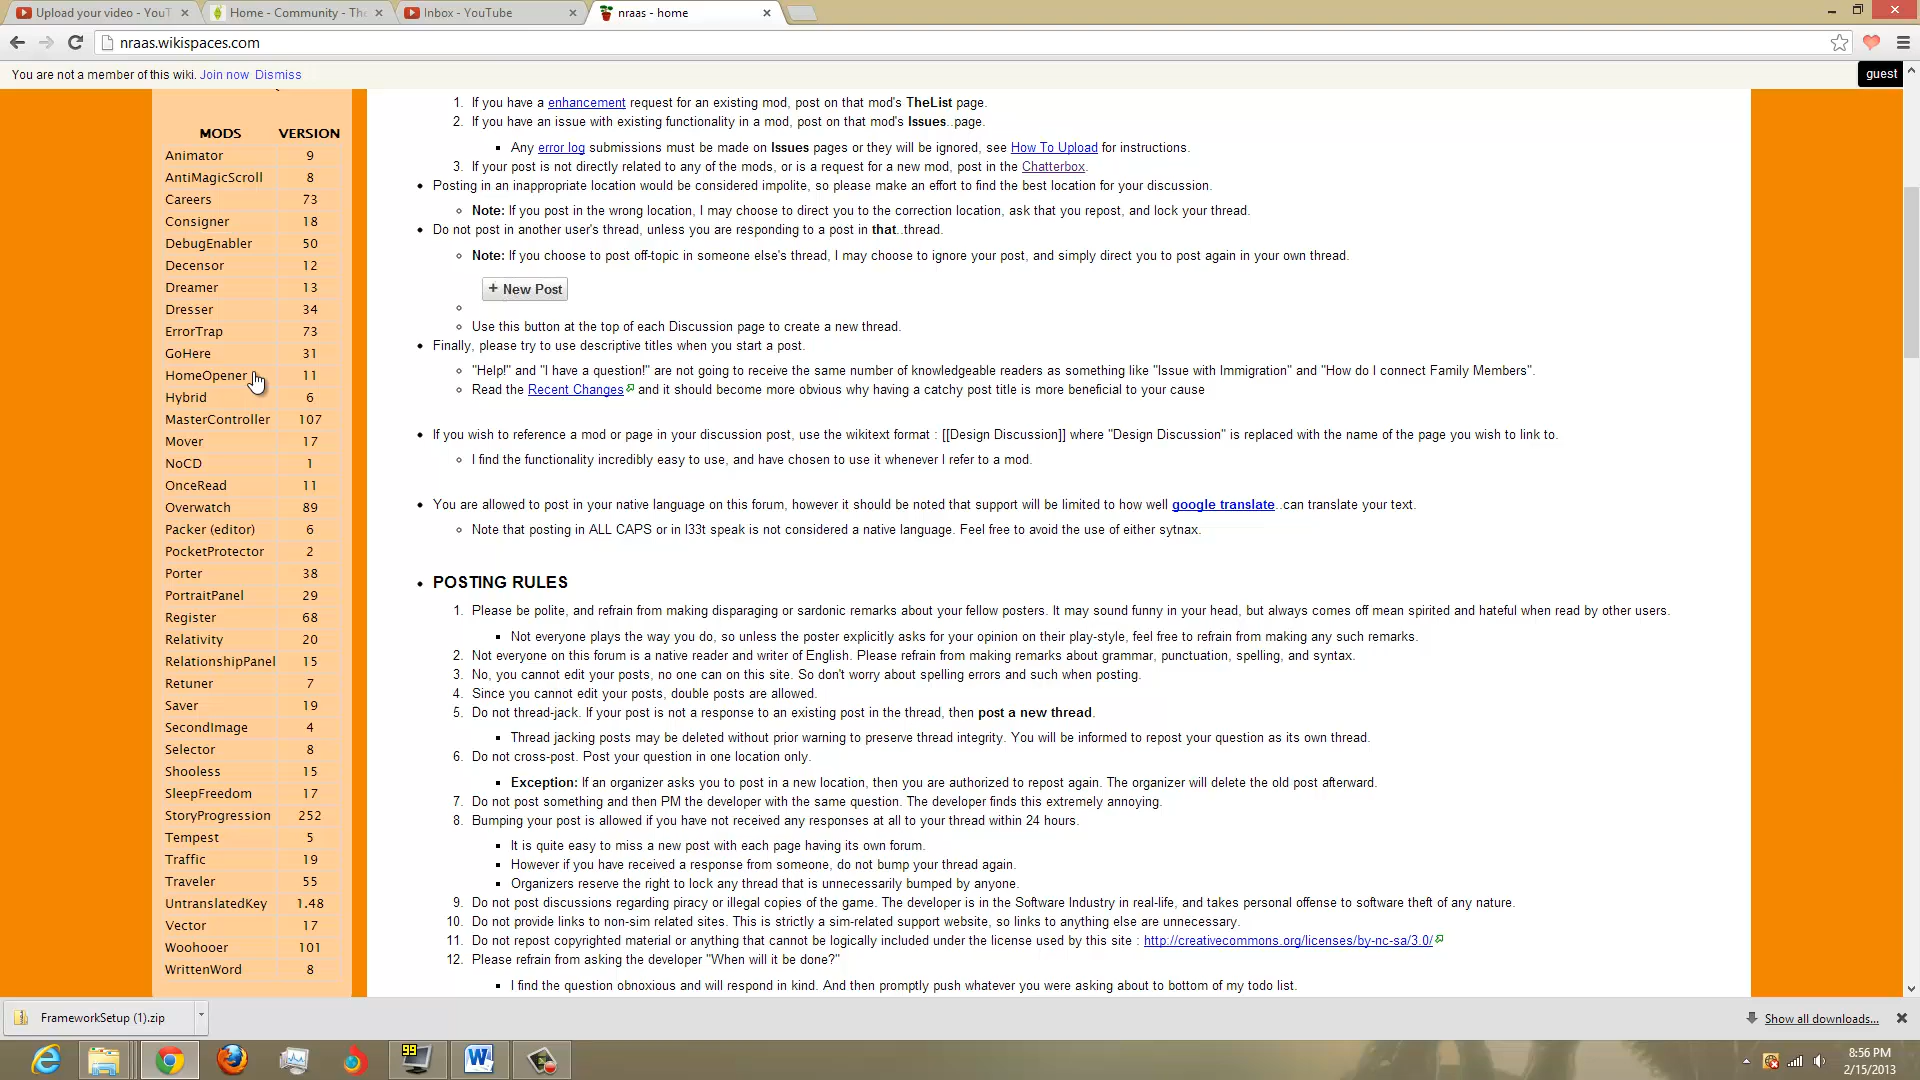 Upload your video - YouT
Home - Community - The
Inbox - YouTube
nraas - home
nraas.wikispaces.com
You are not a member of this wiki. Join now Dismiss
guest
MODS VERSION
Animator 9
AntiMagicScroll 8
Careers 73
Consigner 18
DebugEnabler 50
Decensor 12
Dreamer 13
Dresser 34
ErrorTrap 73
GoHere 31
HomeOpener 11
Hybrid 6
MasterController 107
Mover 17
NoCD 1
OnceRead 11
Overwatch 89
Packer (editor) 6
PocketProtector 2
Porter 38
PortraitPanel 29
Register 68
Relativity 20
RelationshipPanel 15
Retuner 7
Saver 19
SecondImage 4
Selector 8
Shooless 15
SleepFreedom 17
StoryProgression 252
Tempest 5
Traffic 19
Traveler 55
UntranslatedKey 1.48
Vector 17
Woohooer 101
WrittenWord 8
1. If you have a enhancement request for an existing mod, post on that mod's TheList page.
2. If you have an issue with existing functionality in a mod, post on that mod's Issues..page.
Any error log submissions must be made on Issues pages or they will be ignored, see How To Upload for instructions.
3. If your post is not directly related to any of the mods, or is a request for a new mod, post in the Chatterbox.
Posting in an inappropriate location would be considered impolite, so please make an effort to find the best location for your discussion.
Note: If you post in the wrong location, I may choose to direct you to the correction location, ask that you repost, and lock your thread.
Do not post in another user's thread, unless you are responding to a post in that..thread.
Note: If you choose to post off-topic in someone else's thread, I may choose to ignore your post, and simply direct you to post again in your own thread.
+ New Post
Use this button at the top of each Discussion page to create a new thread.
Finally, please try to use descriptive titles when you start a post.
"Help!" and "I have a question!" are not going to receive the same number of knowledgeable readers as something like "Issue with Immigration" and "How do I connect Family Members".
Read the Recent Changes and it should become more obvious why having a catchy post title is more beneficial to your cause
If you wish to reference a mod or page in your discussion post, use the wikitext format : [[Design Discussion]] where "Design Discussion" is replaced with the name of the page you wish to link to.
I find the functionality incredibly easy to use, and have chosen to use it whenever I refer to a mod.
You are allowed to post in your native language on this forum, however it should be noted that support will be limited to how well google translate..can translate your text.
Note that posting in ALL CAPS or in l33t speak is not considered a native language. Feel free to avoid the use of either sytnax.
POSTING RULES
1. Please be polite, and refrain from making disparaging or sardonic remarks about your fellow posters. It may sound funny in your head, but always comes off mean spirited and hateful when read by other users.
Not everyone plays the way you do, so unless the poster explicitly asks for your opinion on their play-style, feel free to refrain from making any such remarks.
2. Not everyone on this forum is a native reader and writer of English. Please refrain from making remarks about grammar, punctuation, spelling, and syntax.
3. No, you cannot edit your posts, no one can on this site. So don't worry about spelling errors and such when posting.
4. Since you cannot edit your posts, double posts are allowed.
5. Do not thread-jack. If your post is not a response to an existing post in the thread, then post a new thread.
Thread jacking posts may be deleted without prior warning to preserve thread integrity. You will be informed to repost your question as its own thread.
6. Do not cross-post. Post your question in one location only.
Exception: If an organizer asks you to post in a new location, then you are authorized to repost again. The organizer will delete the old post afterward.
7. Do not post something and then PM the developer with the same question. The developer finds this extremely annoying.
8. Bumping your post is allowed if you have not received any responses at all to your thread within 24 hours.
It is quite easy to miss a new post with each page having its own forum.
However if you have received a response from someone, do not bump your thread again.
Organizers reserve the right to lock any thread that is unnecessarily bumped by anyone.
9. Do not post discussions regarding piracy or illegal copies of the game. The developer is in the Software Industry in real-life, and takes personal offense to software theft of any nature.
10. Do not provide links to non-sim related sites. This is strictly a sim-related support website, so links to anything else are unnecessary.
11. Do not repost copyrighted material or anything that cannot be logically included under the license used by this site : http://creativecommons.org/licenses/by-nc-sa/3.0/
12. Please refrain from asking the developer "When will it be done?"
I find the question obnoxious and will respond in kind. And then promptly push whatever you were asking about to bottom of my todo list.
FrameworkSetup (1).zip
Show all downloads...
99
8:56 PM
2/15/2013